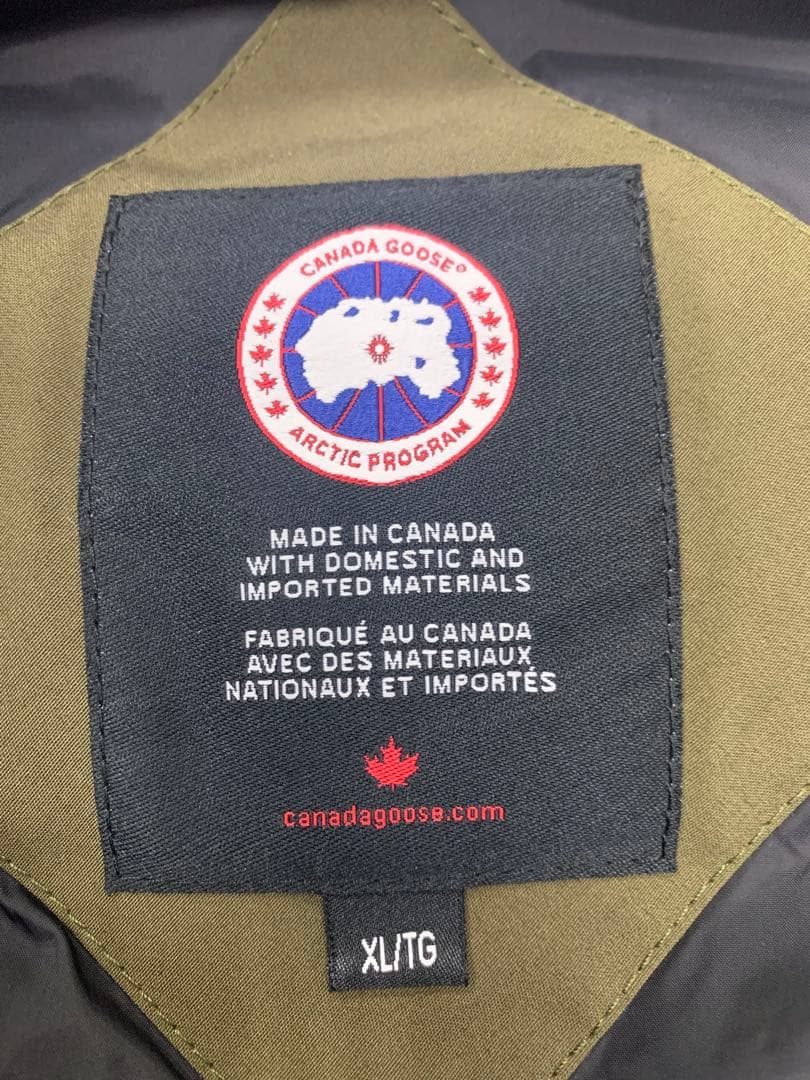 CANADA GOOSE®
ARCTIC PROGRAM
MADE IN CANADA
WITH DOMESTIC AND
IMPORTED MATERIALS
FABRIQUÉ AU CANADA
AVEC DES MATERIAUX
NATIONAUX ET IMPORTÉS
canadagoose.com
XL/TG